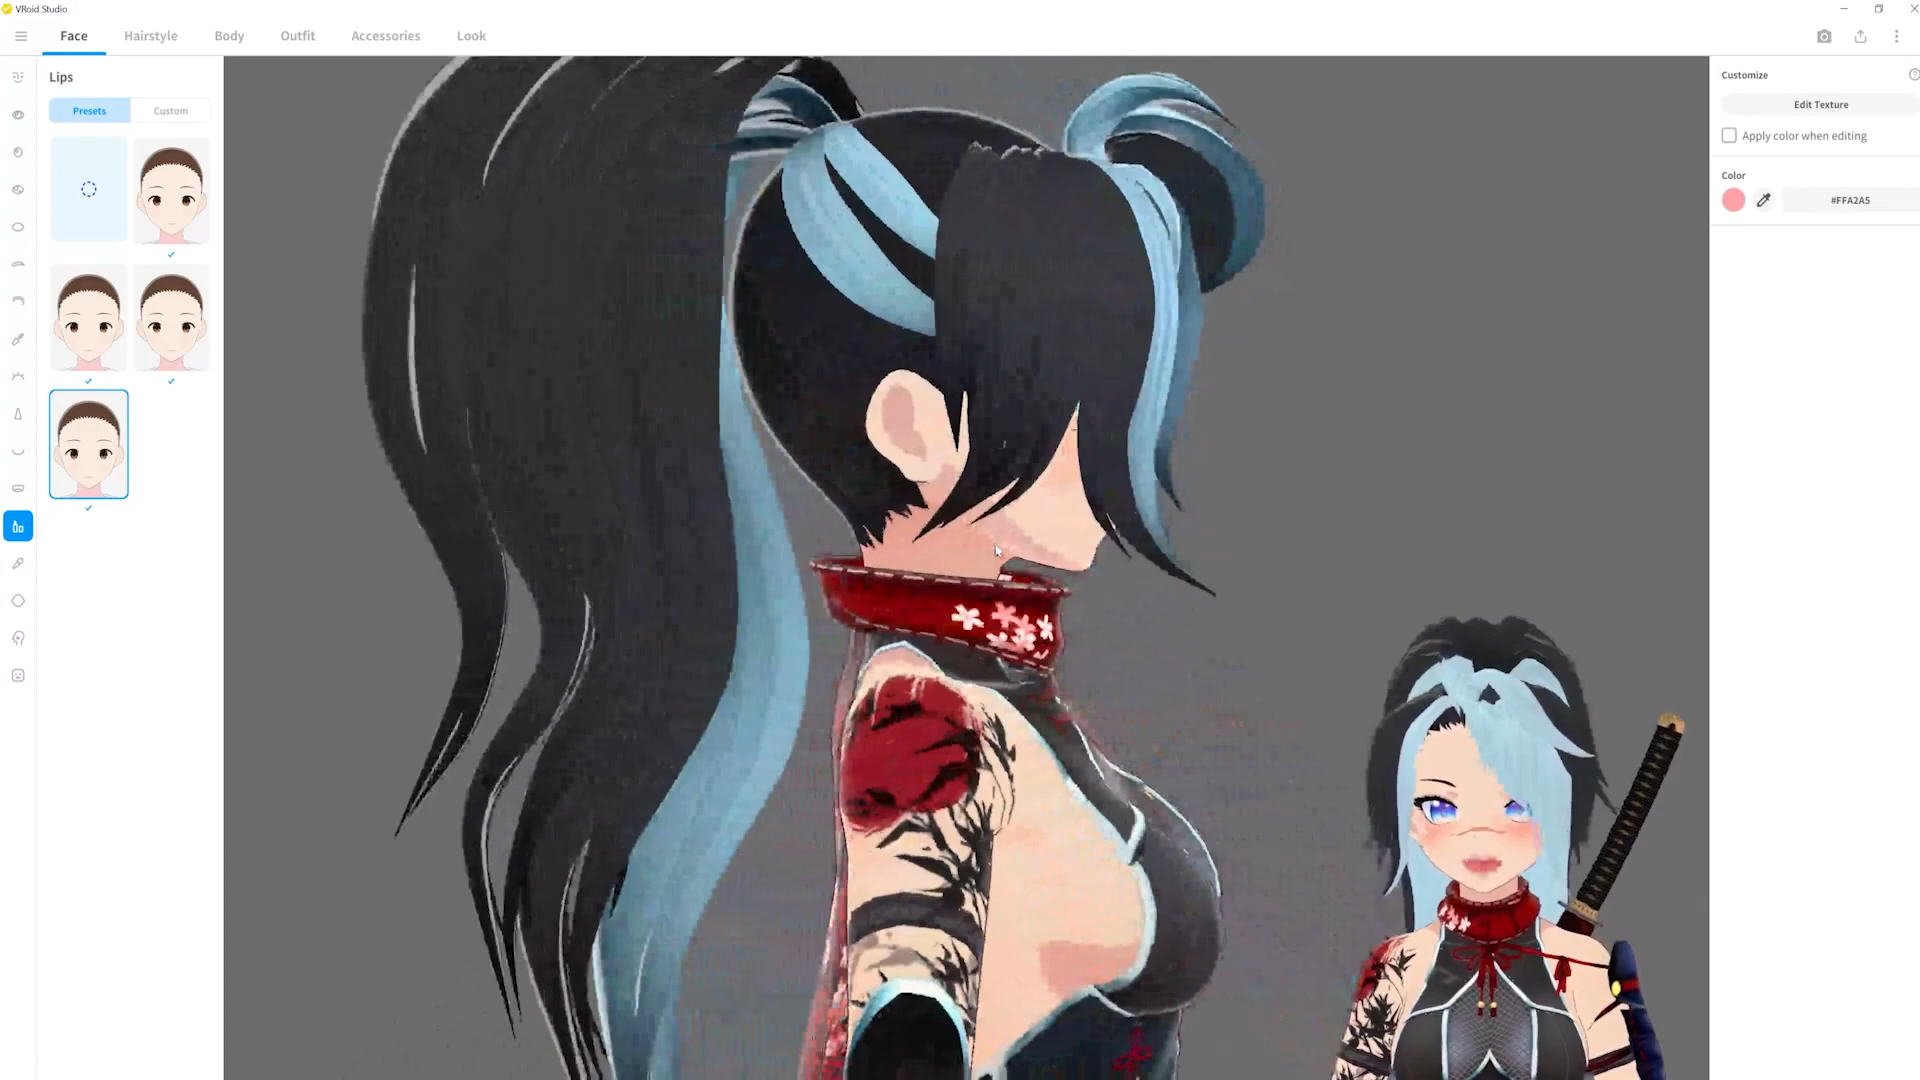 VRoid Studio
Face
Hairstyle
Body
Outfit
Accessories
Look
Lips
Presets
Custom
Customize
Edit Texture
Apply color when editing
Color
#FFA2A5